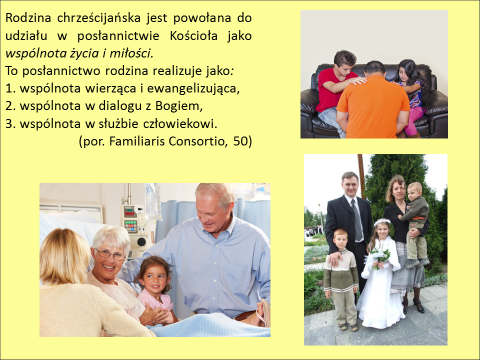 Rodzina chrześcijańska jest powołana do
udziału w posłannictwie Kościoła jako
wspólnota życia i miłości.
To posłannictwo rodzina realizuje jako:
1. wspólnota wierząca i ewangelizująca,
2. wspólnota w dialogu z Bogiem,
3. wspólnota w służbie człowiekowi.
(por. Familiaris Consortio, 50)